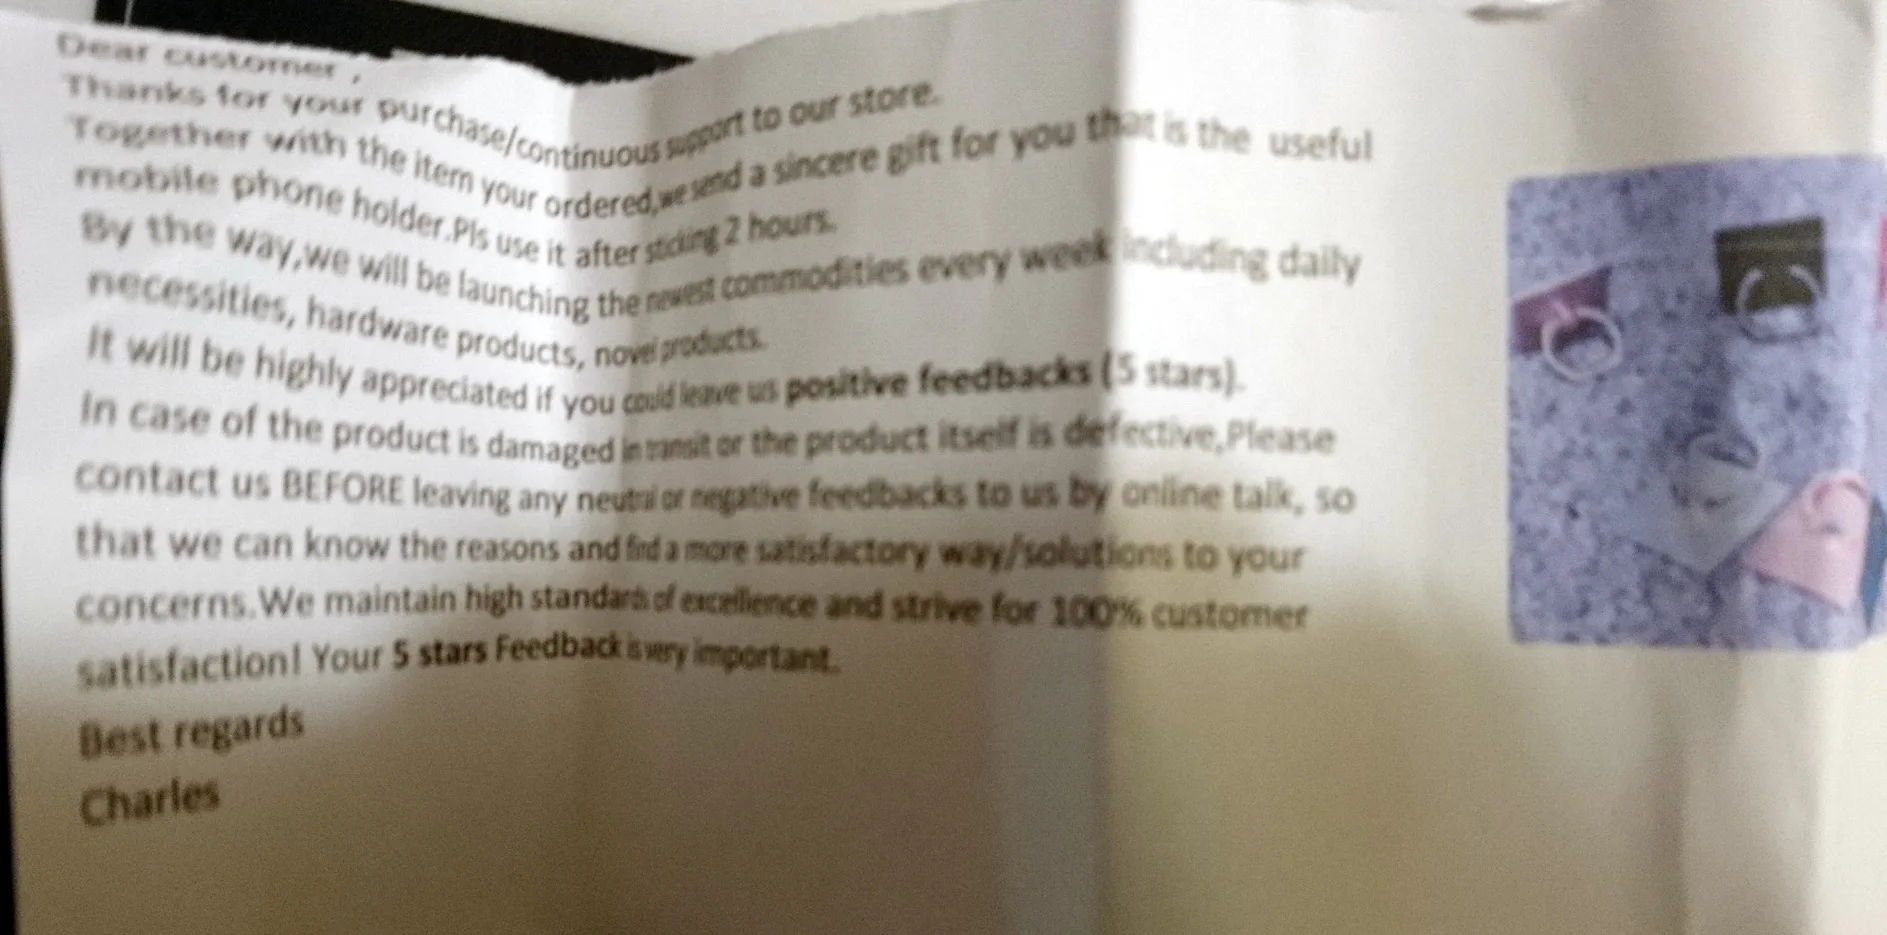 Dear customer ,
Thanks for your purchase/continuous support to our store.
Together with the item your ordered,we send a sincere gift for you that is the useful
mobile phone holder.Pls use it after sticking 2 hours.
By the way,we will be launching the newest commodities every week including daily
necessities, hardware products, novel products.
It will be highly appreciated if you could leave us positive feedbacks (5 stars).
In case of the product is damaged in transit or the product itself is defective,Please
contact us BEFORE leaving any neutral or negative feedbacks to us by online talk, so
that we can know the reasons and find a more satisfactory way/solutions to your
concerns.We maintain high standards of excellence and strive for 100% customer
satisfaction! Your 5 stars Feedback is very important.
Best regards
Charles